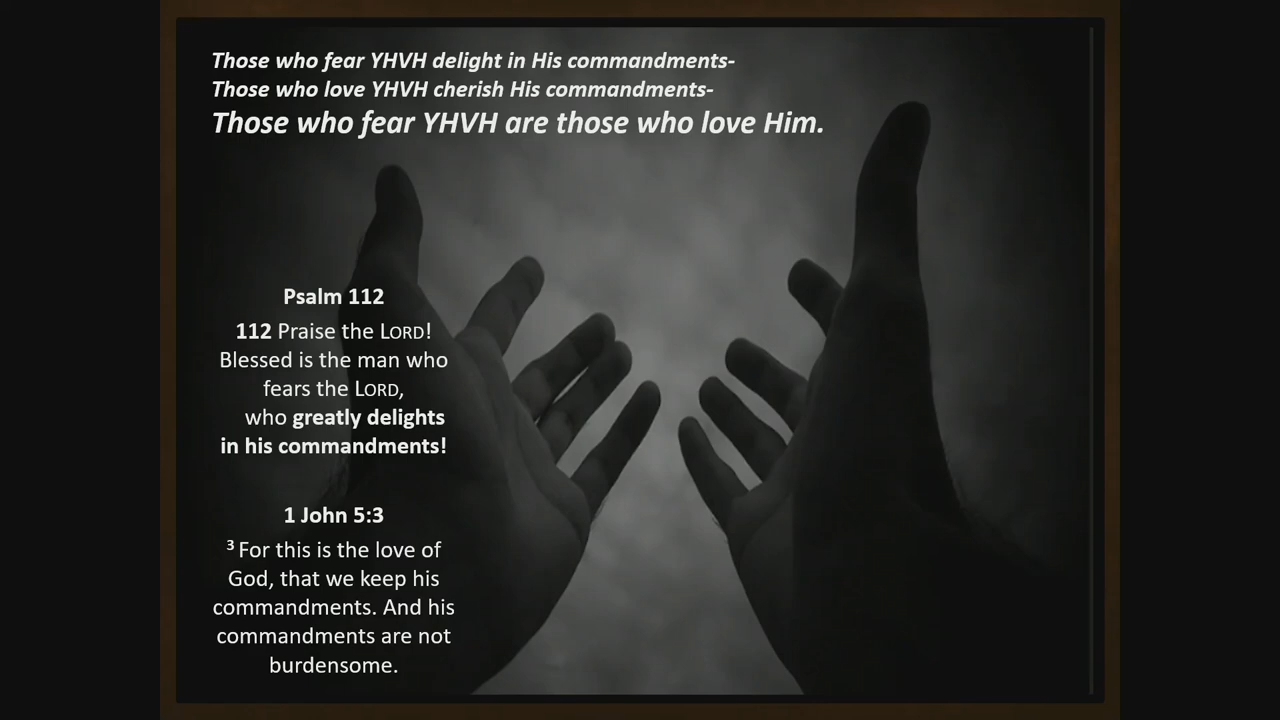 Those who fear YHVH delight in His commandments-
Those who love YHVH cherish His commandments-
Those who fear YHVH are those who love Him.
Psalm 112
112 Praise the LORD!
Blessed is the man who
fears the LORD,
who greatly delights
in his commandments!
1 John 5:3
3 For this is the love of
God, that we keep his
commandments. And his
commandments are not
burdensome.